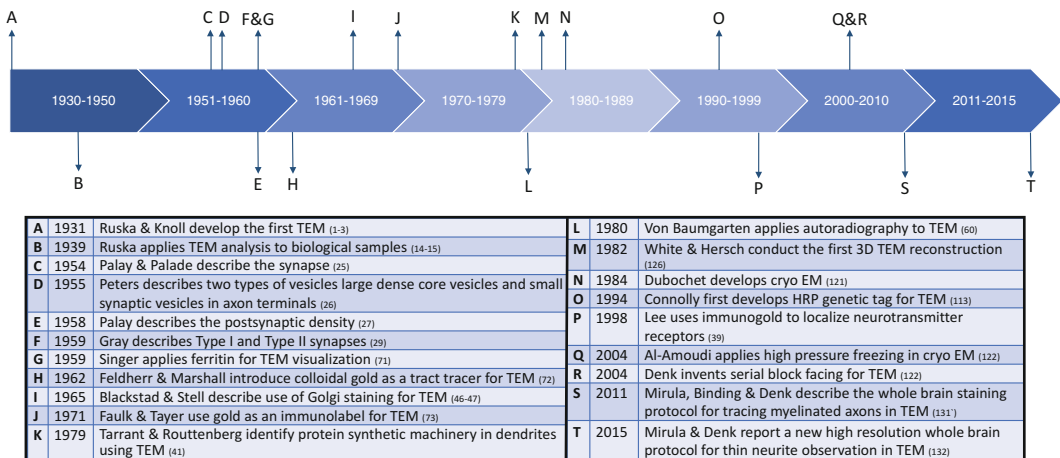 A C D F&G I J K M N O Q&R
1930-1950 1951-1960 1961-1969 1970-1979 1980-1989 1990-1999 2000-2010 2011-2015
B E H L P S T
A 1931 Ruska & Knoll develop the first TEM (1-3)
B 1939 Ruska applies TEM analysis to biological samples (14-15)
C 1954 Palay & Palade describe the synapse (25)
D 1955 Peters describes two types of vesicles large dense core vesicles and small
synaptic vesicles in axon terminals (26)
E 1958 Palay describes the postsynaptic density (27)
F 1959 Gray describes Type I and Type II synapses (29)
G 1959 Singer applies ferritin for TEM visualization (71)
H 1962 Feldherr & Marshall introduce colloidal gold as a tract tracer for TEM (72)
I 1965 Blackstad & Stell describe use of Golgi staining for TEM (46-47)
J 1971 Faulk & Tayer use gold as an immunolabel for TEM (73)
K 1979 Tarrant & Routtenberg identify protein synthetic machinery in dendrites
using TEM (41)
L 1980 Von Baumgarten applies autoradiography to TEM (60)
M 1982 White & Hersch conduct the first 3D TEM reconstruction
(126)
N 1984 Dubochet develops cryo EM (121)
O 1994 Connolly first develops HRP genetic tag for TEM (113)
P 1998 Lee uses immunogold to localize neurotransmitter
receptors (39)
Q 2004 Al-Amoudi applies high pressure freezing in cryo EM (122)
R 2004 Denk invents serial block facing for TEM (122)
S 2011 Mirula, Binding & Denk describe the whole brain staining
protocol for tracing myelinated axons in TEM (131`)
T 2015 Mirula & Denk report a new high resolution whole brain
protocol for thin neurite observation in TEM (132)